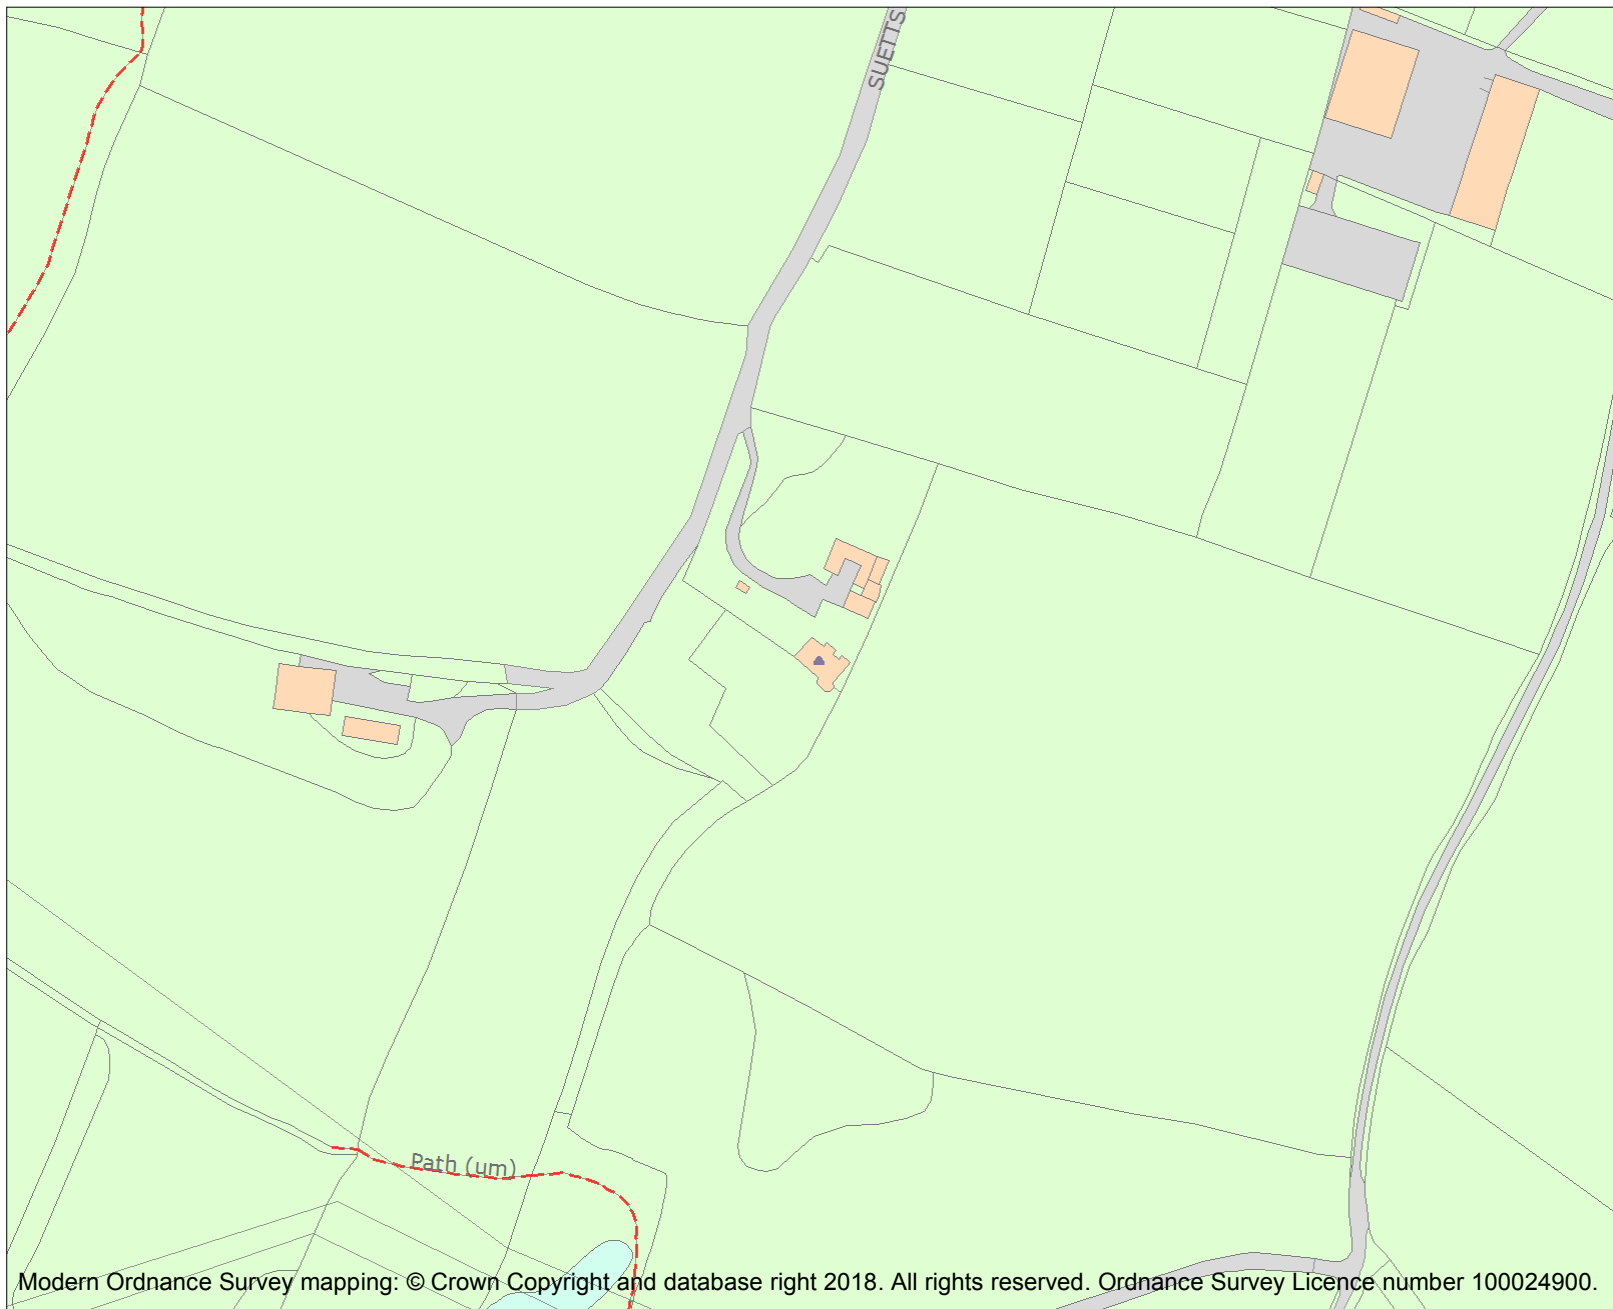 SUETTS
Path (um)
Modern Ordnance Survey mapping: © Crown Copyright and database right 2018. All rights reserved. Ordnance Survey Licence number 100024900.